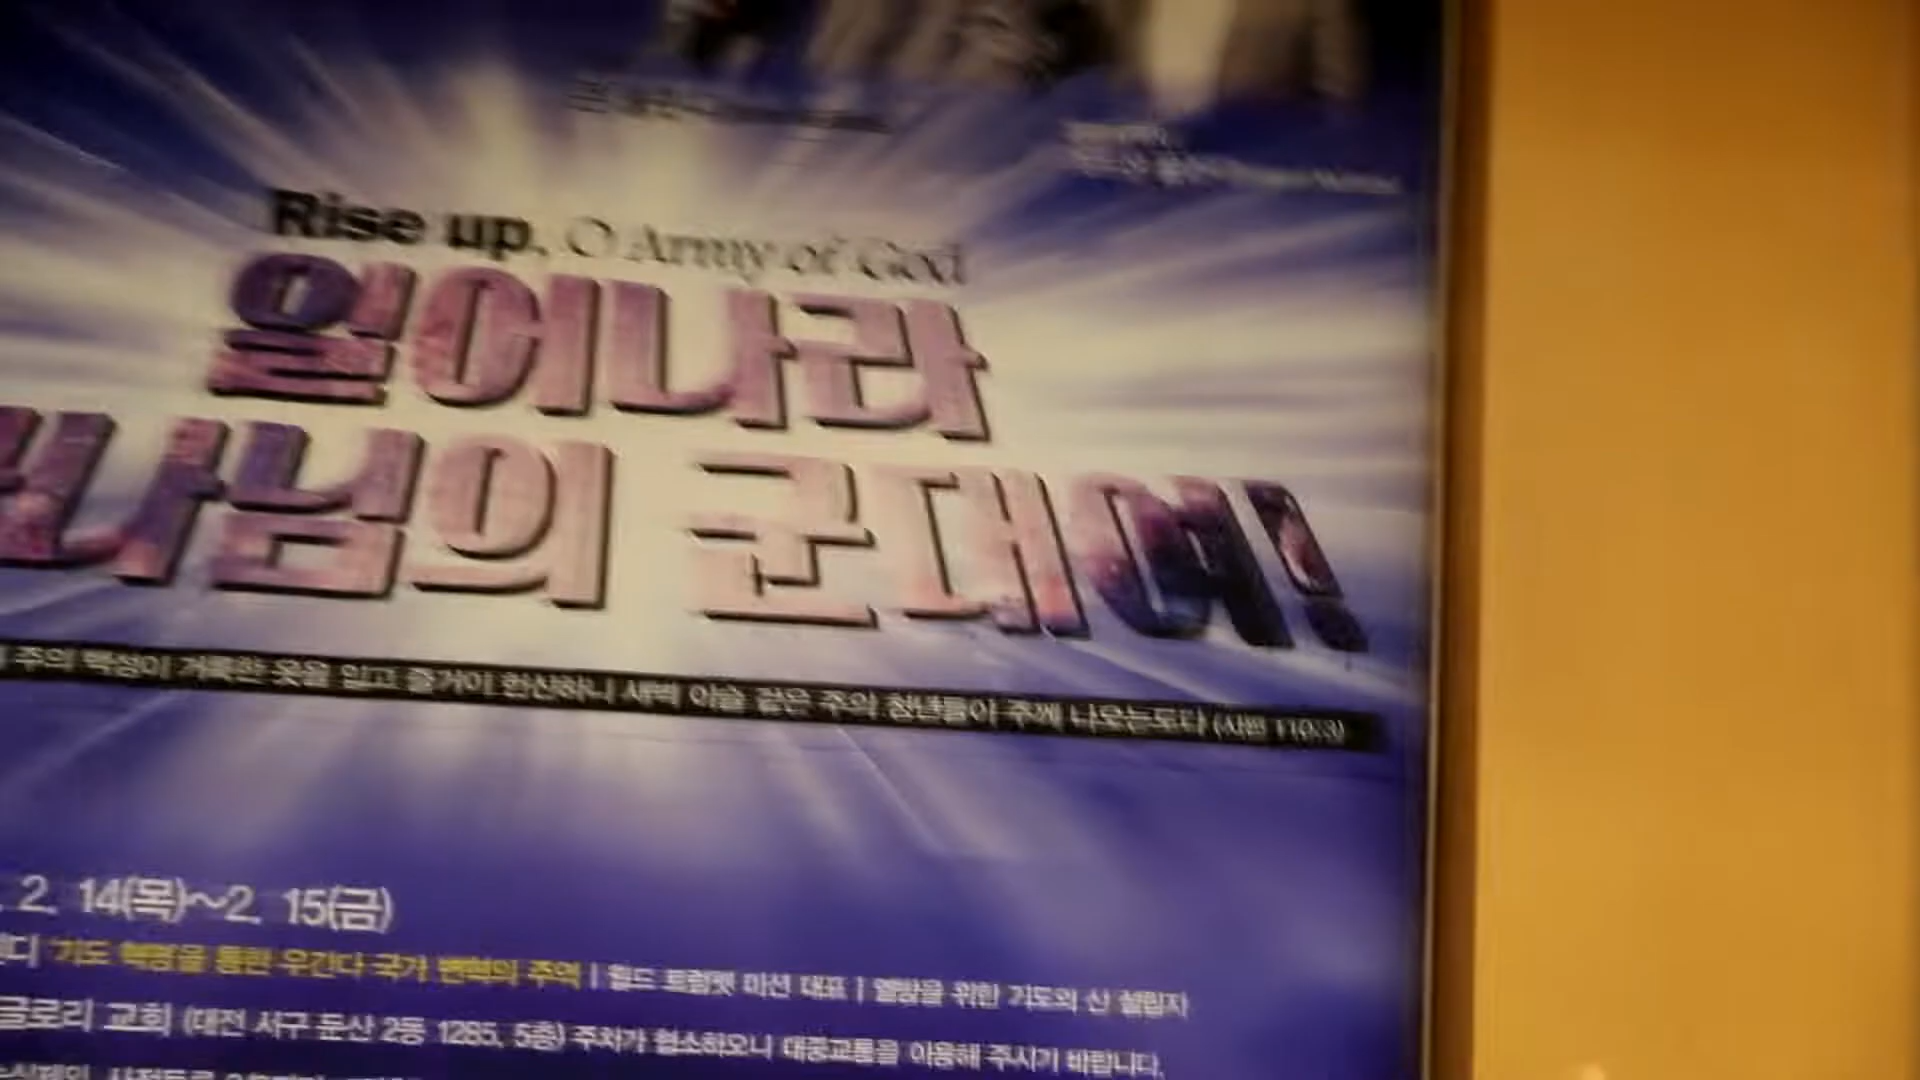 Rise up, O Army of God
일어나라
하나님의 군대여!
주의 백성이 거룩한 옷을 입고 즐거이 헌신하니 새벽 이슬 같은 주의 청년들이 주께 나오는도다 (시편 110:3)
2. 14(목)~2. 15(금)
기도 혁명을 통한 우간다 국가 변혁의 주역 | 월드 트럼펫 미션 대표 | 열방을 위한 기도의 산 설립자
글로리 교회 (대전 서구 둔산 2동 1285, 5층) 주차가 협소하오니 대중교통을 이용해 주시기 바랍니다.